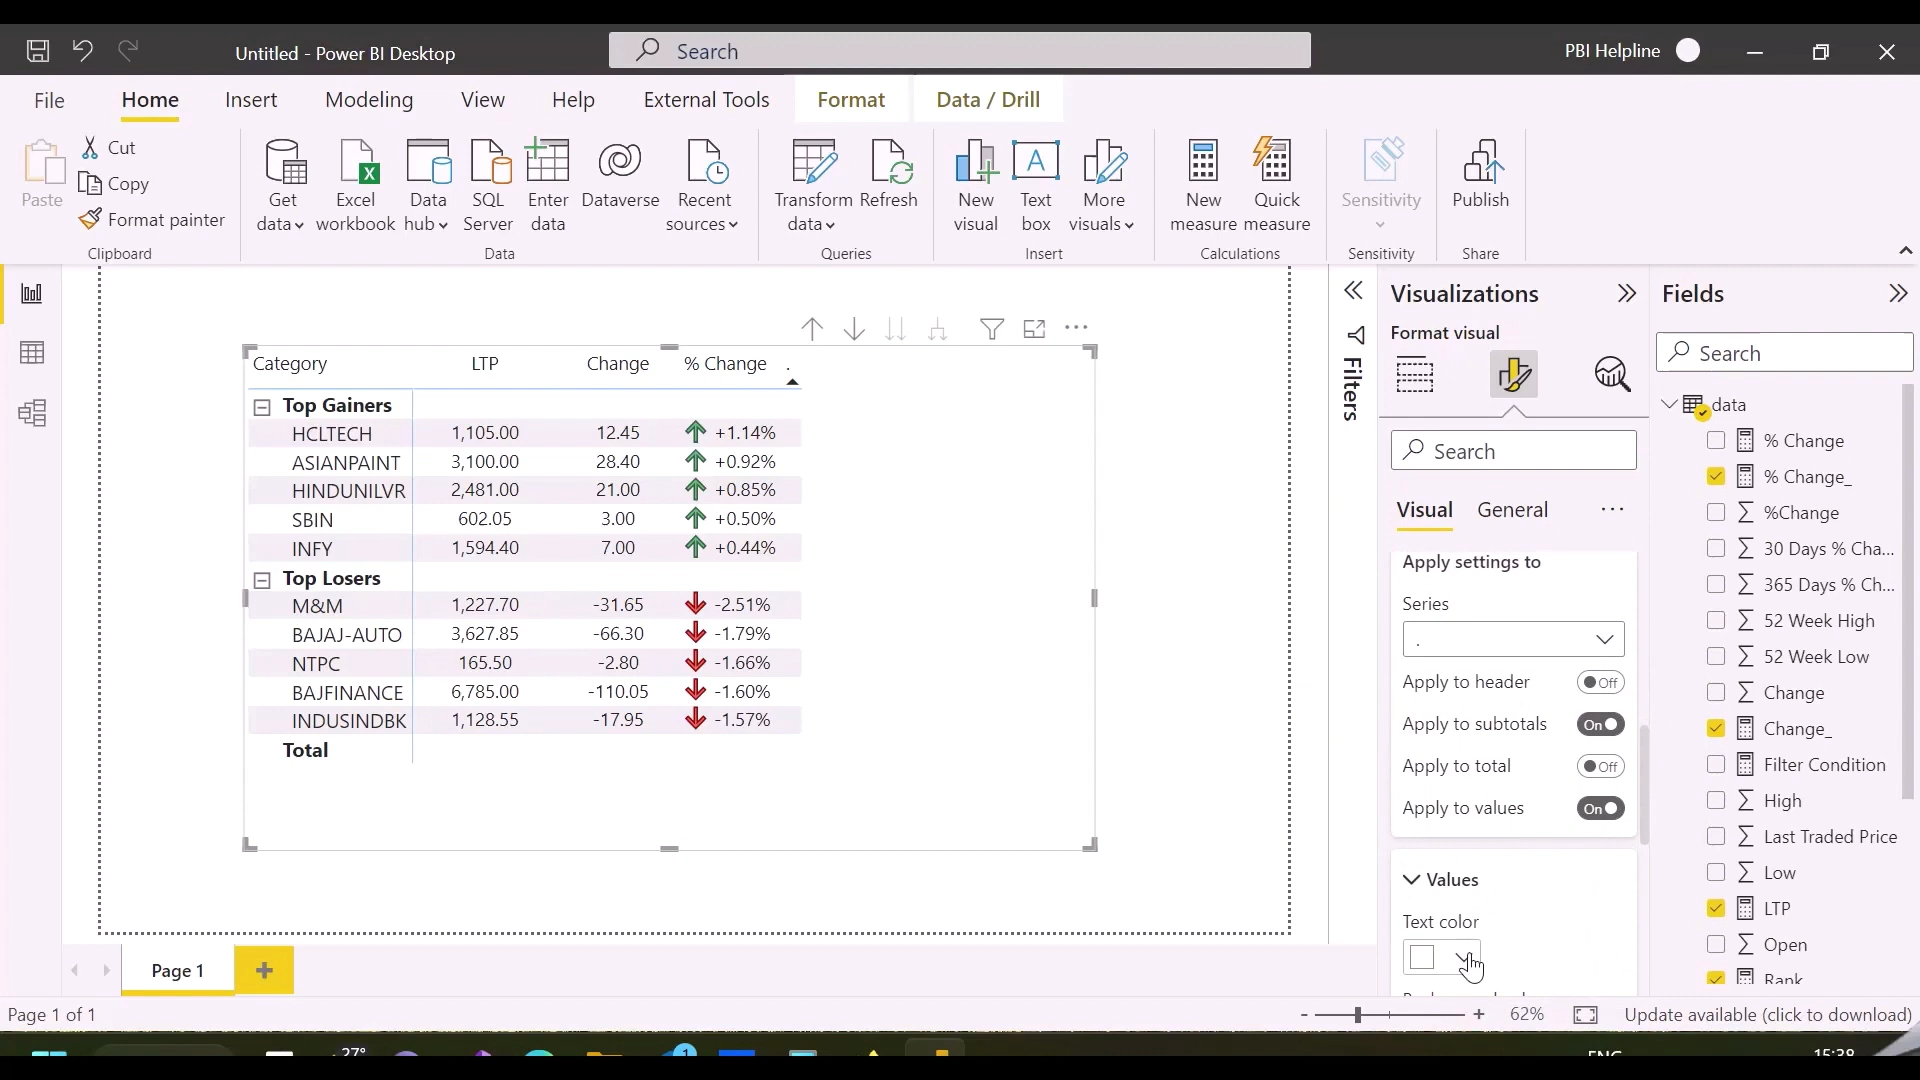 Untitled - Power BI Desktop
Search
PBI Helpline
File
Home
Insert
Modeling
View
Help
External Tools
Format
Data / Drill
Paste
Cut
Copy
Format painter
Clipboard
Get data
Excel workbook
Data hub
SQL Server
Enter data
Dataverse
Recent sources
Data
Transform data
Refresh
Queries
New visual
Text box
More visuals
Insert
New measure
Quick measure
Calculations
Sensitivity
Sensitivity
Publish
Share
Category LTP Change % Change .
Top Gainers
HCLTECH 1,105.00 12.45 +1.14%
ASIANPAINT 3,100.00 28.40 +0.92%
HINDUNILVR 2,481.00 21.00 +0.85%
SBIN 602.05 3.00 +0.50%
INFY 1,594.40 7.00 +0.44%
Top Losers
M&M 1,227.70 -31.65 -2.51%
BAJAJ-AUTO 3,627.85 -66.30 -1.79%
NTPC 165.50 -2.80 -1.66%
BAJFINANCE 6,785.00 -110.05 -1.60%
INDUSINDBK 1,128.55 -17.95 -1.57%
Total
Filters
Visualizations
Format visual
Search
Visual General ...
Apply settings to
Series
.
Apply to header Off
Apply to subtotals On
Apply to total Off
Apply to values On
Values
Text color
Fields
Search
data
% Change
% Change_
%Change
30 Days % Cha...
365 Days % Ch...
52 Week High
52 Week Low
Change
Change_
Filter Condition
High
Last Traded Price
Low
LTP
Open
Rank
Page 1
Page 1 of 1
- + 62%
Update available (click to download)
27°
1
ENG
15:38